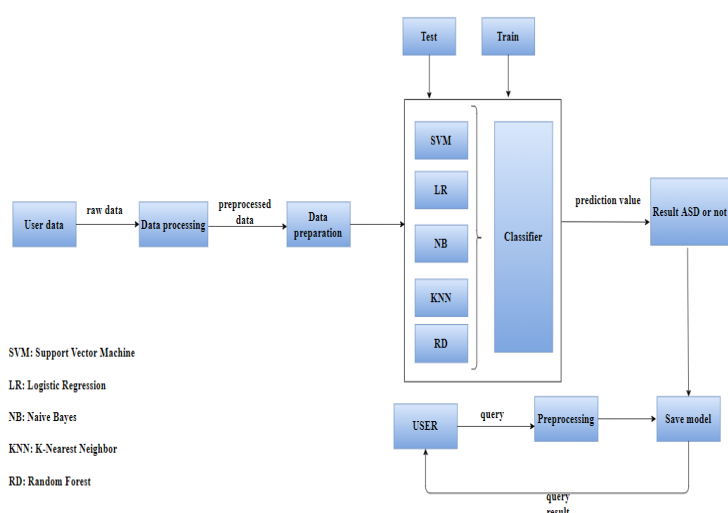 Test
Train
SVM
LR
NB
KNN
RD
Classifier
User data
raw data
Data processing
preprocessed
data
Data
preparation
prediction value
Result ASD or not
SVM: Support Vector Machine
LR: Logistic Regression
NB: Naive Bayes
KNN: K-Nearest Neighbor
RD: Random Forest
USER
query
Preprocessing
Save model
query
result